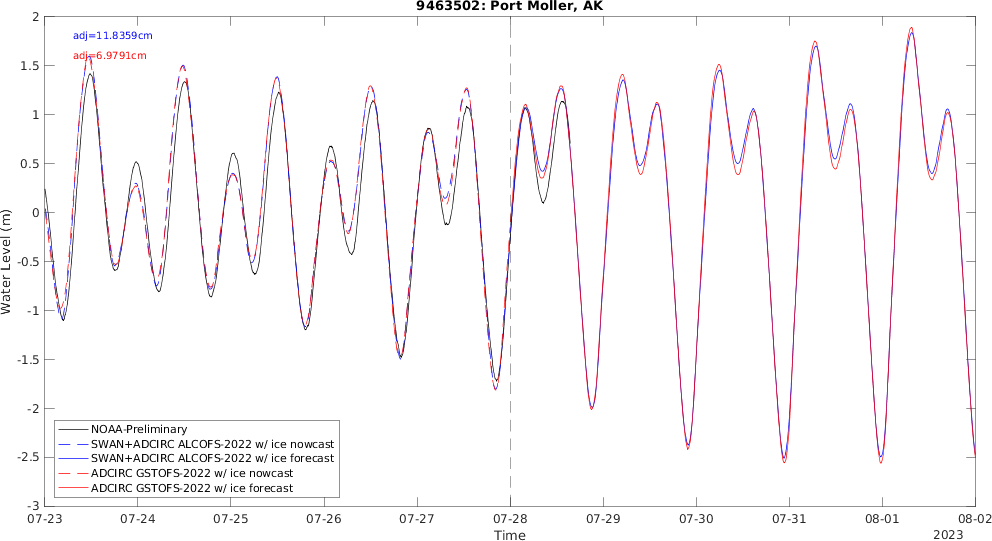 9463502: Port Moller, AK
adj=11.8359cm
adj=6.9791cm
Water Level (m)
2
1.5
1
0.5
0
-0.5
-1
-1.5
-2
-2.5
-3
NOAA-Preliminary
SWAN+ADCIRC ALCOFS-2022 w/ ice nowcast
SWAN+ADCIRC ALCOFS-2022 w/ ice forecast
ADCIRC GSTOFS-2022 w/ ice nowcast
ADCIRC GSTOFS-2022 w/ ice forecast
07-23 07-24 07-25 07-26 07-27 07-28 07-29 07-30 07-31 08-01 08-02
Time
2023